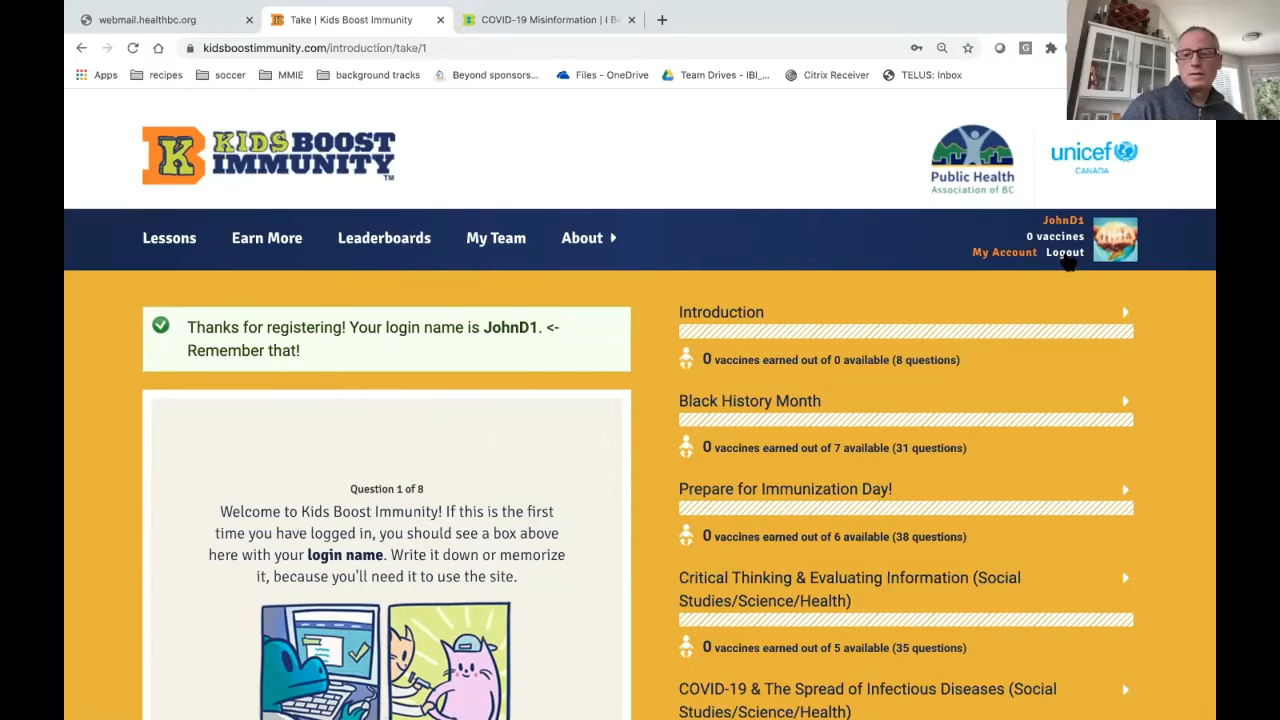 webmail.healthbc.org
Take | Kids Boost Immunity
COVID-19 Misinformation | I B
kidsboostimmunity.com/introduction/take/1
Apps
recipes
soccer
MMIE
background tracks
Beyond sponsors...
Files - OneDrive
Team Drives - IBI_...
Citrix Receiver
TELUS: Inbox
K KIDS BOOST
IMMUNITY™
Public Health
Association of BC
unicef
CANADA
Lessons
Earn More
Leaderboards
My Team
About
JohnD1
0 vaccines
My Account Logout
Thanks for registering! Your login name is JohnD1. <-
Remember that!
Question 1 of 8
Welcome to Kids Boost Immunity! If this is the first
time you have logged in, you should see a box above
here with your login name. Write it down or memorize
it, because you'll need it to use the site.
Introduction
0 vaccines earned out of 0 available (8 questions)
Black History Month
0 vaccines earned out of 7 available (31 questions)
Prepare for Immunization Day!
0 vaccines earned out of 6 available (38 questions)
Critical Thinking & Evaluating Information (Social
Studies/Science/Health)
0 vaccines earned out of 5 available (35 questions)
COVID-19 & The Spread of Infectious Diseases (Social
Studies/Science/Health)